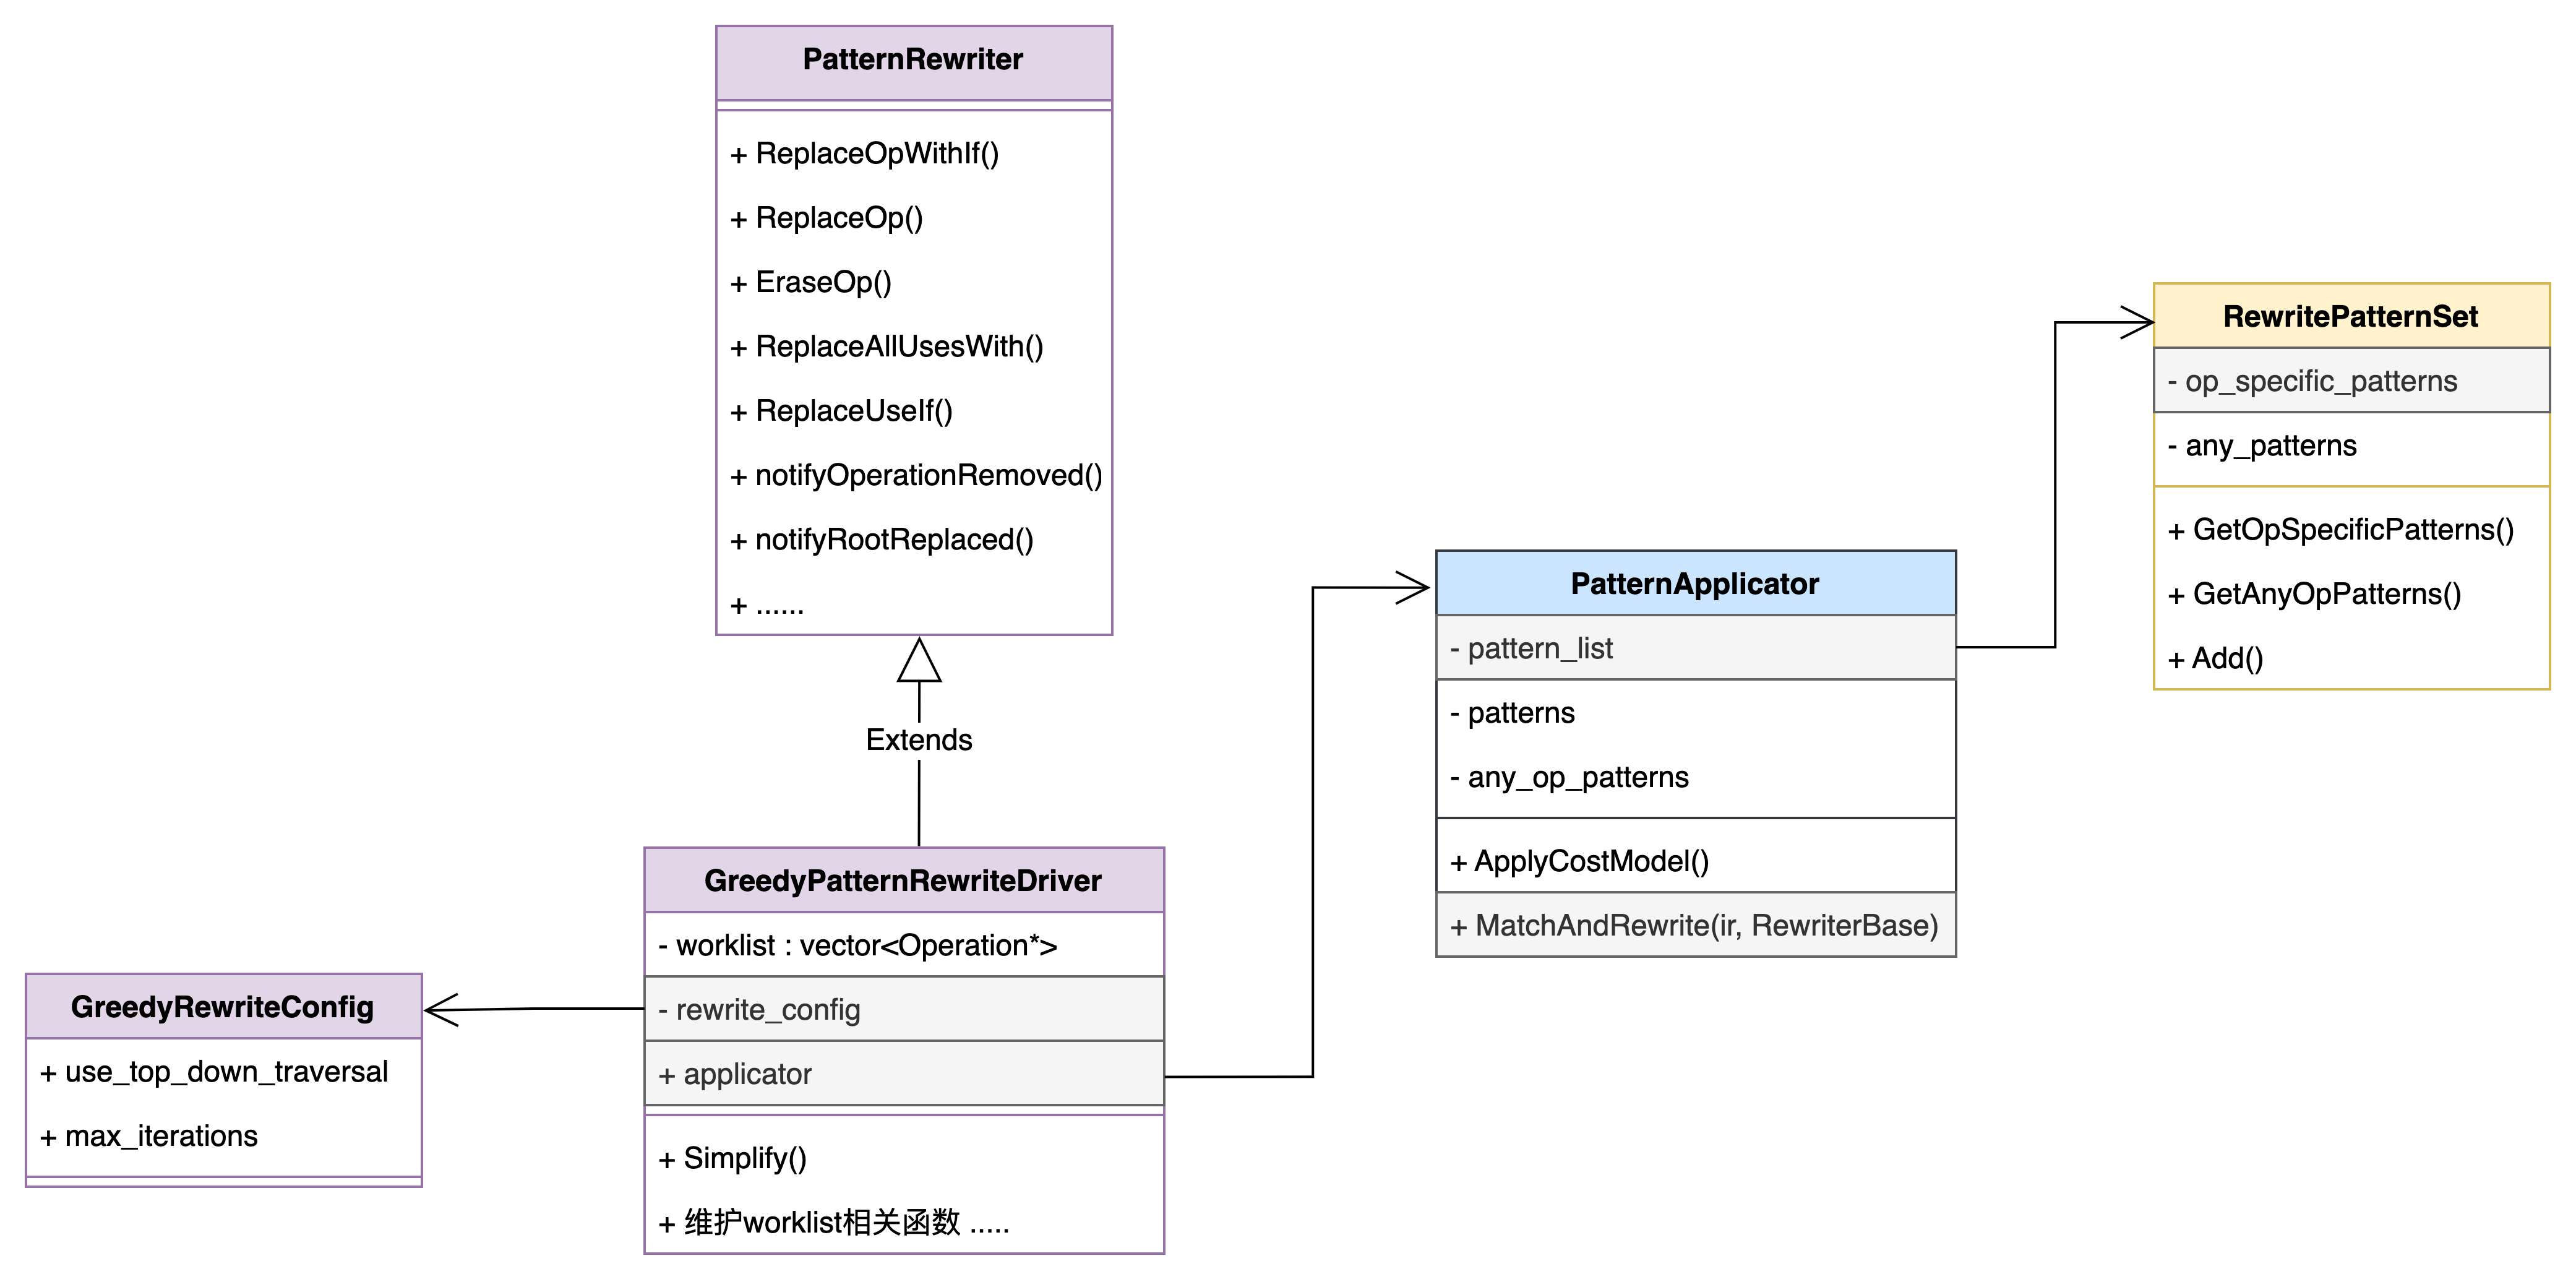 PatternRewriter
+ ReplaceOpWithIf()
+ ReplaceOp()
+ EraseOp()
+ ReplaceAllUsesWith()
+ ReplaceUseIf()
+ notifyOperationRemoved()
+ notifyRootReplaced()
+ ......
Extends
GreedyPatternRewriteDriver
- worklist : vector<Operation*>
- rewrite_config
+ applicator
+ Simplify()
+ 维护worklist相关函数 .....
GreedyRewriteConfig
+ use_top_down_traversal
+ max_iterations
PatternApplicator
- pattern_list
- patterns
- any_op_patterns
+ ApplyCostModel()
+ MatchAndRewrite(ir, RewriterBase)
RewritePatternSet
- op_specific_patterns
- any_patterns
+ GetOpSpecificPatterns()
+ GetAnyOpPatterns()
+ Add()